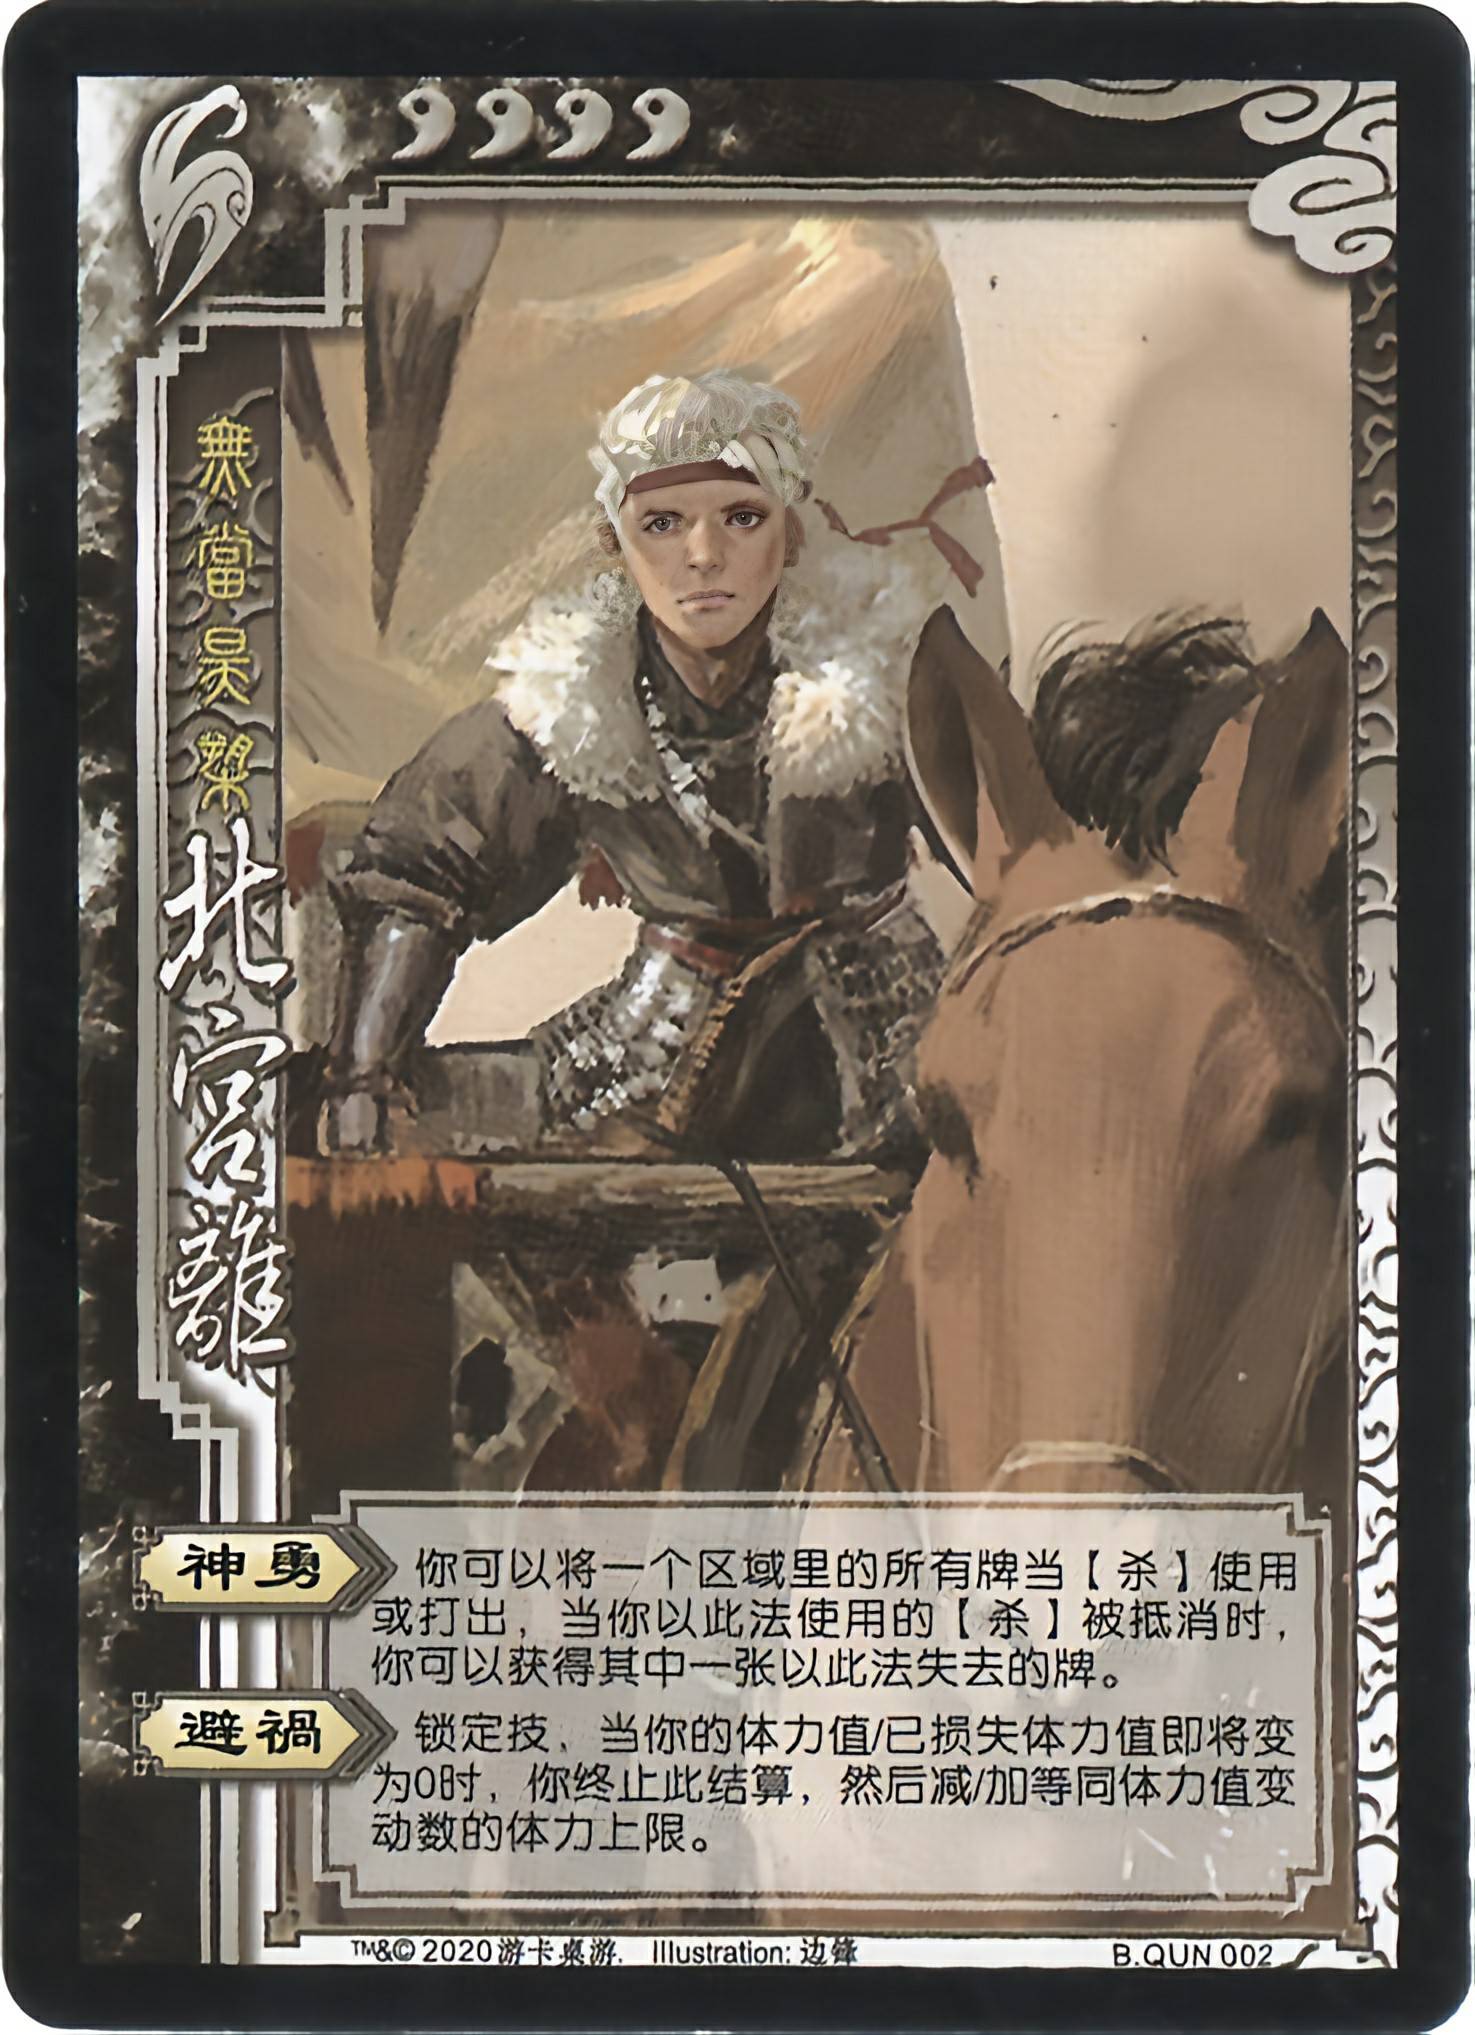 無當昊桀
北宮離
神勇
你可以将一个区域里的所有牌当【杀】使用
或打出，当你以此法使用的【杀】被抵消时，
你可以获得其中一张以此法失去的牌。
避禍
锁定技，当你的体力值/已损失体力值即将变
为0时，你终止此结算，然后减/加等同体力值变
动数的体力上限。
™&© 2020游卡桌游. Illustration: 边锋
B.QUN 002